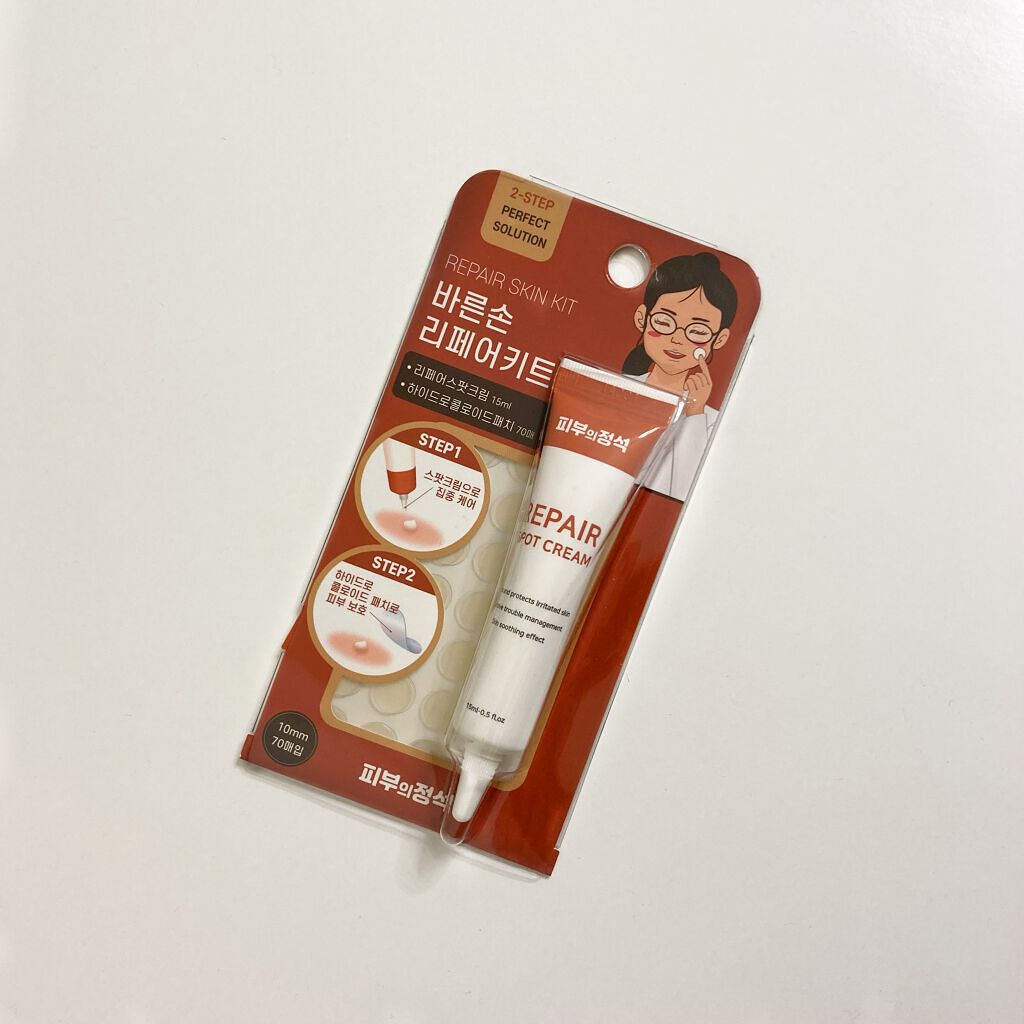 2-STEP
PERFECT
SOLUTION
REPAIR SKIN KIT
바른손
리페어키트
• 리페어스팟크림 15ml
• 하이드로콜로이드패치 70매
STEP1
스팟크림으로
집중 케어
STEP2
하이드로
콜로이드 패치로
피부 보호
10mm
70매입
피부의정석
피부의정석
REPAIR
SPOT CREAM
and protects irritated skin
trouble management
soothing effect
15ml-0.5 fl.oz